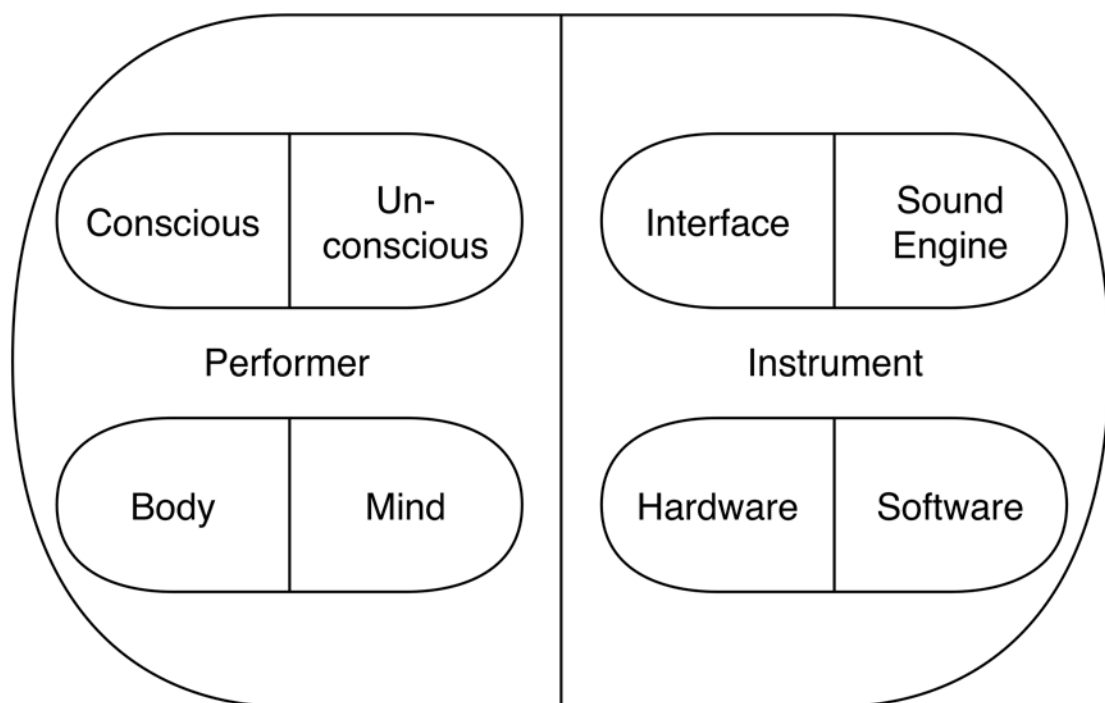 Conscious
Un-
conscious
Interface
Sound
Engine
Performer
Instrument
Body
Mind
Hardware
Software